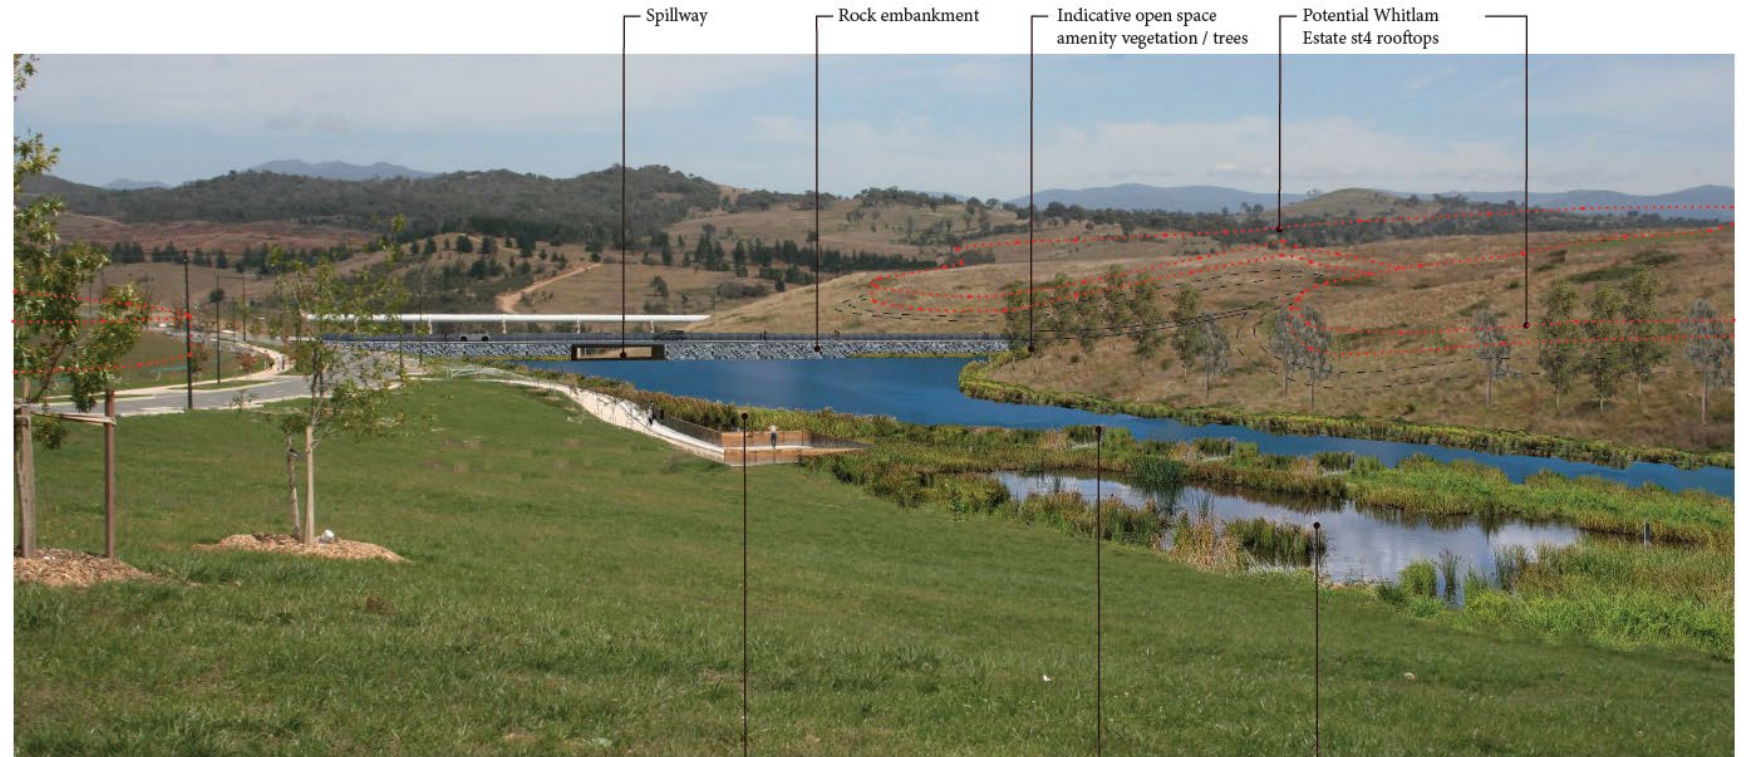 Spillway
Rock embankment
Indicative open space
amenity vegetation / trees
Potential Whitlam
Estate st4 rooftops